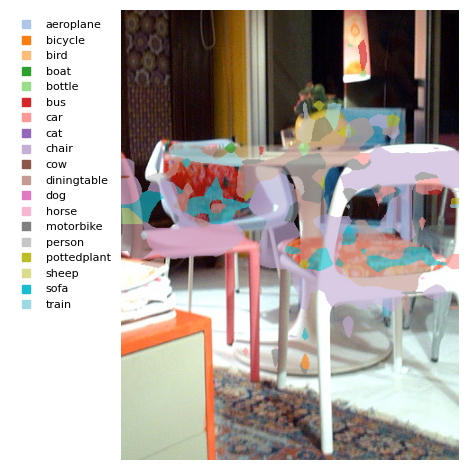 aeroplane
bicycle
bird
boat
bottle
bus
car
cat
chair
cow
diningtable
dog
horse
motorbike
person
pottedplant
sheep
sofa
train